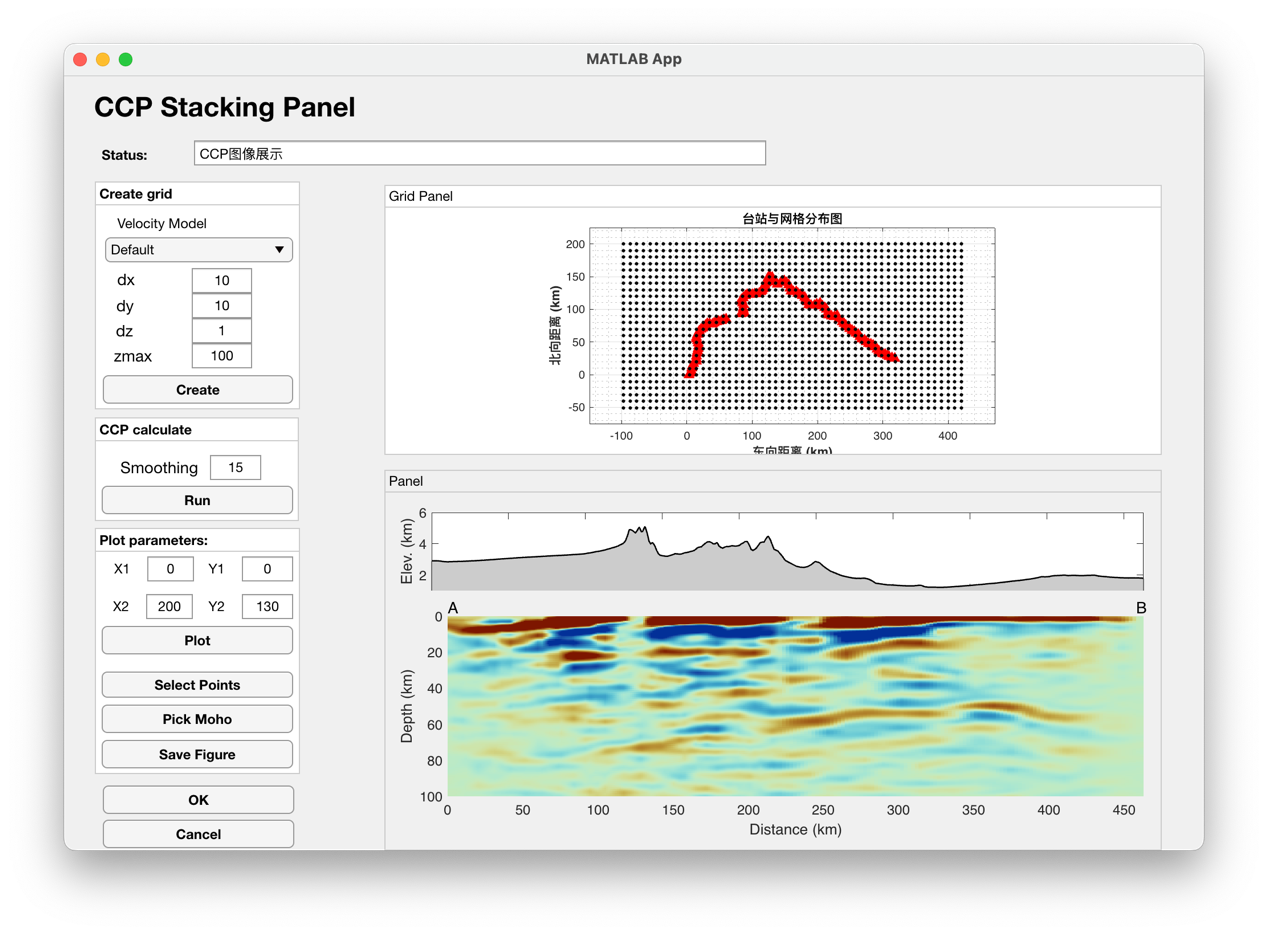 MATLAB App
CCP Stacking Panel
Status:
CCP图像展示
Create grid
Velocity Model
Default
dx 10
dy 10
dz 1
zmax 100
Create
CCP calculate
Smoothing 15
Run
Plot parameters:
X1 0 Y1 0
X2 200 Y2 130
Plot
Select Points
Pick Moho
Save Figure
OK
Cancel
Grid Panel
台站与网格分布图
北向距离 (km)
200
150
100
50
0
-50
-100 0 100 200 300 400
东向距离 (km)
Panel
Elev. (km)
6
4
2
A B
Depth (km)
0
20
40
60
80
100
0 50 100 150 200 250 300 350 400 450
Distance (km)